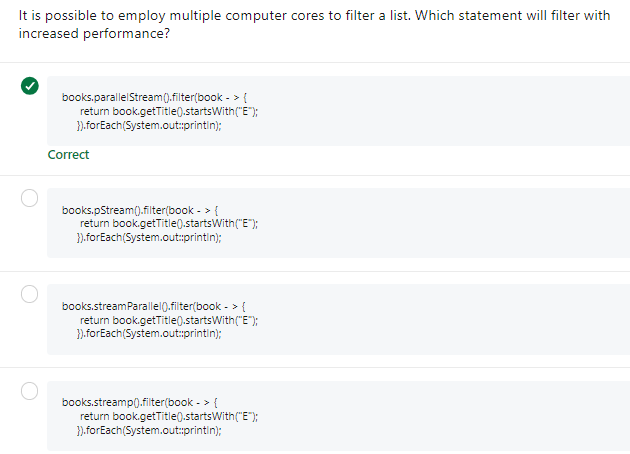 It is possible to employ multiple computer cores to filter a list. Which statement will filter with
increased performance?
books.parallelStream().filter(book - > {
return book.getTitle().startsWith("E");
}).forEach(System.out::println);
Correct
books.pStream().filter(book - > {
return book.getTitle().startsWith("E");
}).forEach(System.out::println);
books.streamParallel().filter(book - > {
return book.getTitle().startsWith("E");
}).forEach(System.out::println);
books.streamp().filter(book - > {
return book.getTitle().startsWith("E");
}).forEach(System.out::println);